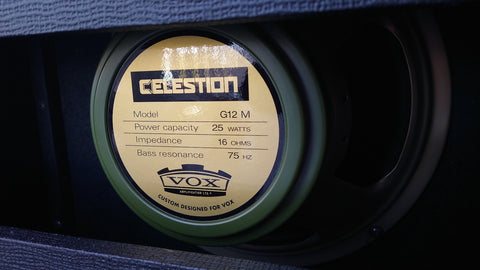 CELESTION
Model G12 M
Power capacity 25 WATTS
Impedance 16 OHMS
Bass resonance 75 HZ
VOX
AMPLIFICATION LTD.
CUSTOM DESIGNED FOR VOX